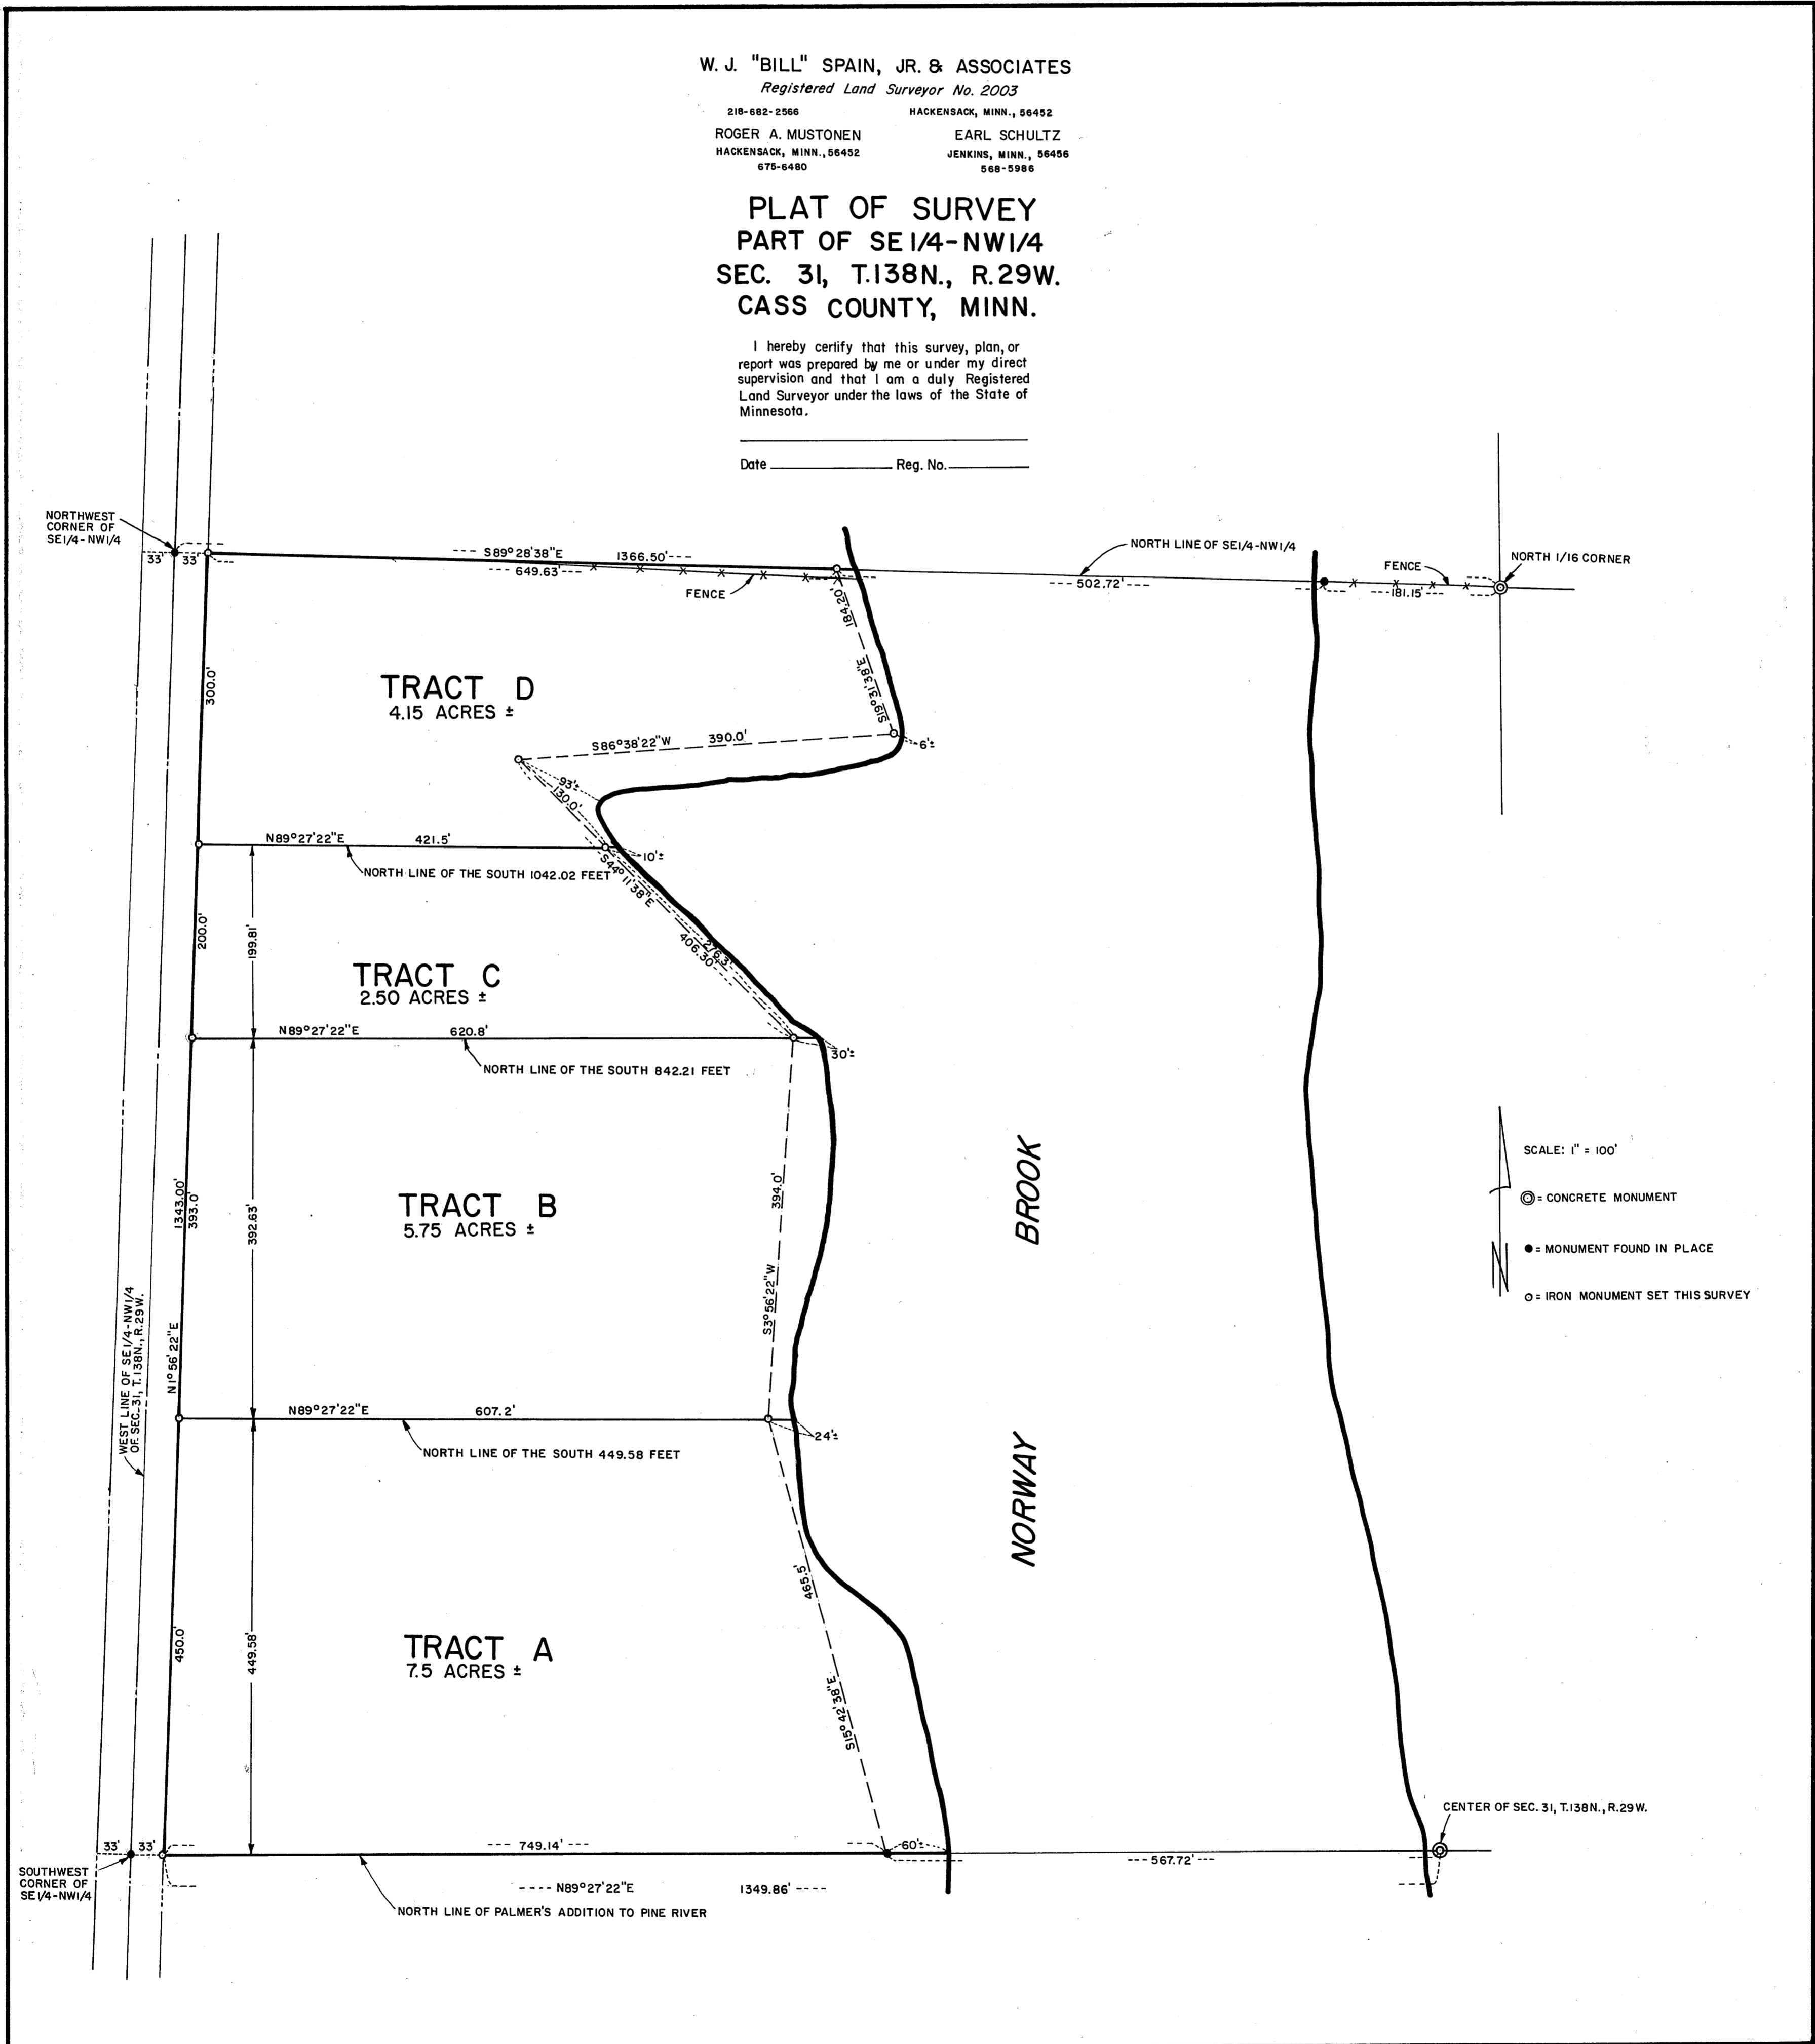 W. J. "BILL" SPAIN, JR. & ASSOCIATES
Registered Land Surveyor No. 2003
218-682-2566 HACKENSACK, MINN., 56452
ROGER A. MUSTONEN EARL SCHULTZ
HACKENSACK, MINN., 56452 JENKINS, MINN., 56456
675-6480 568-5986
PLAT OF SURVEY
PART OF SE1/4-NW1/4
SEC. 31, T.138N., R.29W.
CASS COUNTY, MINN.
I hereby certify that this survey, plan, or
report was prepared by me or under my direct
supervision and that I am a duly Registered
Land Surveyor under the laws of the State of
Minnesota.
Date Reg. No.
NORTHWEST
CORNER OF
SE1/4-NW1/4
33' 33'
S89°28'38"E 1366.50'
649.63'
FENCE
NORTH LINE OF SE1/4-NW1/4
502.72'
FENCE
181.15'
NORTH 1/16 CORNER
184.20'
S19°31'38"E
300.0'
TRACT D
4.15 ACRES ±
S86°38'22"W 390.0'
6'±
93'±
130.0'
N89°27'22"E 421.5'
10'±
NORTH LINE OF THE SOUTH 1042.02 FEET
S44°11'38"E
276.3'
406.30'
200.0'
199.81'
TRACT C
2.50 ACRES ±
N89°27'22"E 620.8'
30'±
NORTH LINE OF THE SOUTH 842.21 FEET
1343.00'
393.0'
392.63'
TRACT B
5.75 ACRES ±
394.0'
S3°56'22"W
N1°56'22"E
WEST LINE OF SE1/4-NW1/4
OF SEC. 31, T.138N., R.29W.
N89°27'22"E 607.2'
24'±
NORTH LINE OF THE SOUTH 449.58 FEET
NORWAY BROOK
SCALE: 1" = 100'
= CONCRETE MONUMENT
= MONUMENT FOUND IN PLACE
= IRON MONUMENT SET THIS SURVEY
N
450.0'
449.58'
TRACT A
7.5 ACRES ±
465.5'
S15°42'38"E
33' 33'
749.14'
60'±
567.72'
CENTER OF SEC. 31, T.138N., R.29W.
SOUTHWEST
CORNER OF
SE1/4-NW1/4
N89°27'22"E 1349.86'
NORTH LINE OF PALMER'S ADDITION TO PINE RIVER